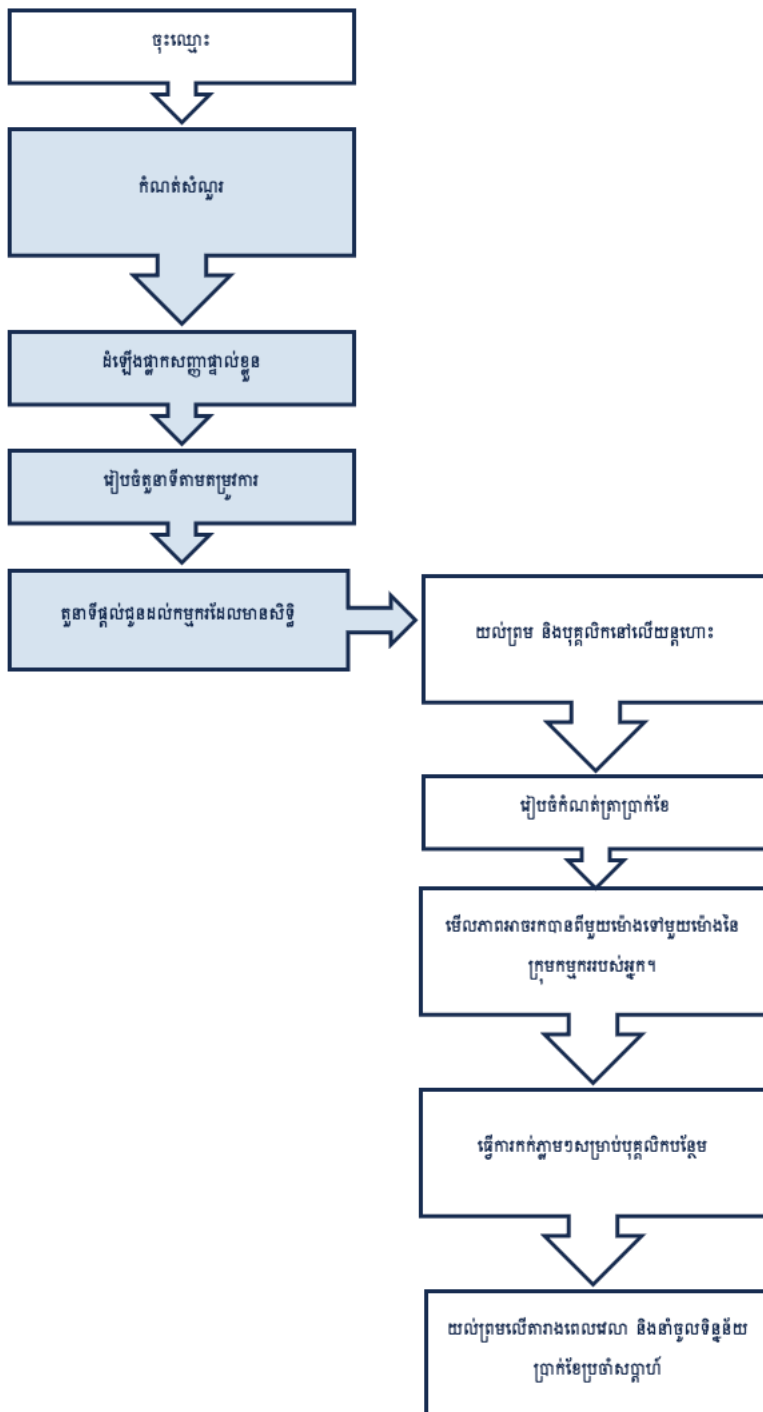 ចុះឈ្មោះ
កំណត់សំណួរ
ដំឡើងផ្លាកសញ្ញាផ្ទាល់ខ្លួន
រៀបចំតួនាទីតាមតម្រូវការ
តួនាទីផ្តល់ជូនដល់កម្មករដែលមានសិទ្ធិ
យល់ព្រម និងបុគ្គលិកនៅលើយន្តហោះ
រៀបចំកំណត់ត្រាប្រាក់ខែ
មើលភាពអាចរកបានពីមួយម៉ោងទៅមួយម៉ោងនៃ
ក្រុមកម្មកររបស់អ្នក។
ធ្វើការកក់ភ្លាមៗសម្រាប់បុគ្គលិកបន្ថែម
យល់ព្រមលើតារាងពេលវេលា និងនាំចូលទិន្នន័យ
ប្រាក់ខែប្រចាំសប្តាហ៍